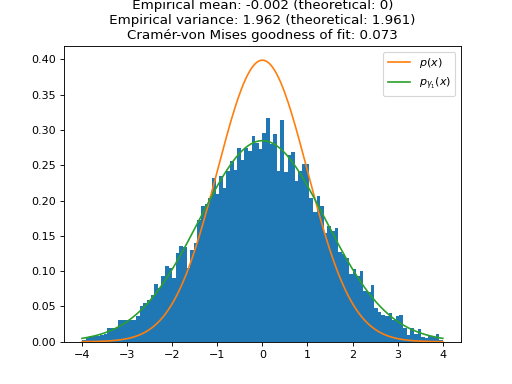 Empirical mean: -0.002 (theoretical: 0)
Empirical variance: 1.962 (theoretical: 1.961)
Cramér-von Mises goodness of fit: 0.073
0.40
0.35
0.30
0.25
0.20
0.15
0.10
0.05
0.00
−4 −3 −2 −1 0 1 2 3 4
p(x)
p_{γ₁}(x)